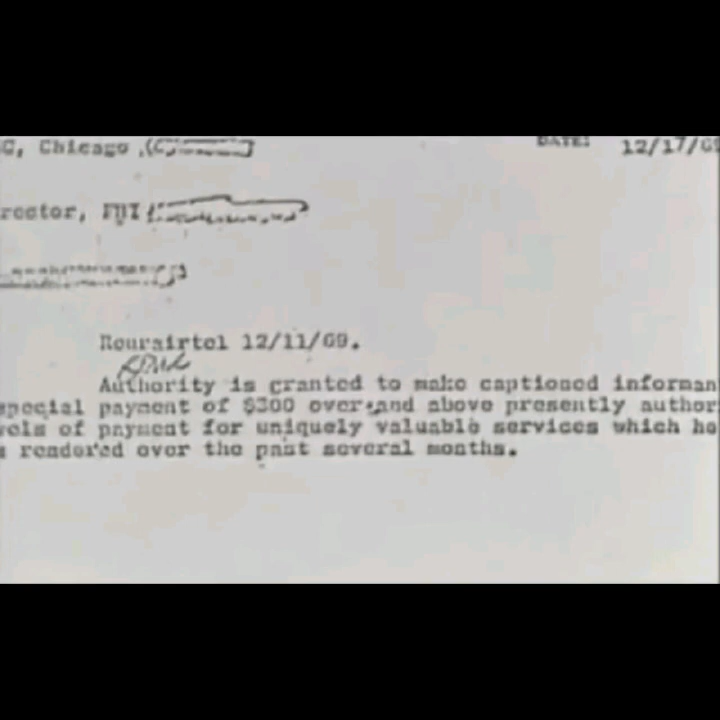 C, Chicago
DATE: 12/17/69
rector, FBI
Reurairtel 12/11/69.
Authority is granted to make captioned informan
special payment of $300 over and above presently author
vels of payment for uniquely valuable services which he
s rendered over the past several months.